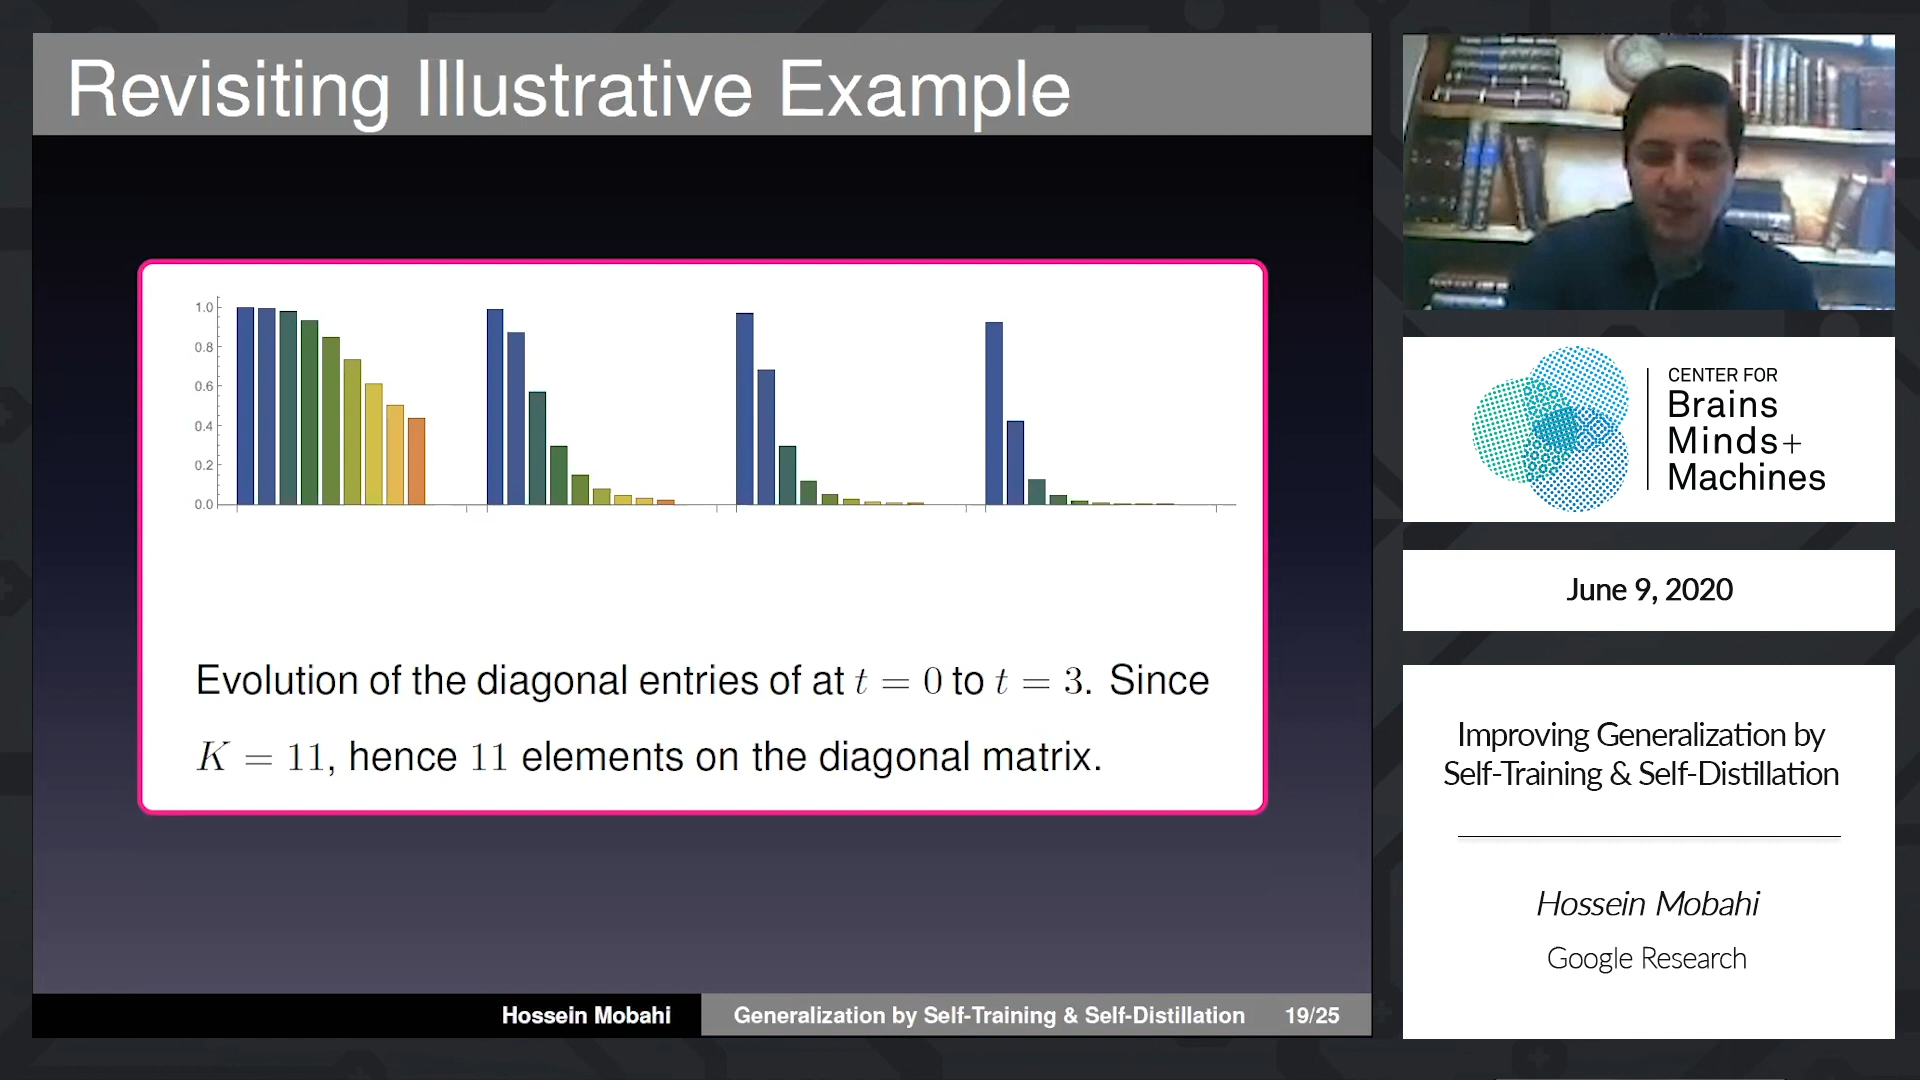 Revisiting Illustrative Example
1.0
0.8
0.6
0.4
0.2
0.0
Evolution of the diagonal entries of at t = 0 to t = 3. Since
K = 11, hence 11 elements on the diagonal matrix.
Hossein Mobahi
Generalization by Self-Training & Self-Distillation 19/25
CENTER FOR
Brains
Minds+
Machines
June 9, 2020
Improving Generalization by
Self-Training & Self-Distillation
Hossein Mobahi
Google Research